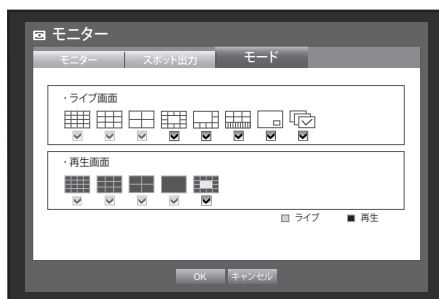 モニター
モニター スポット出力 モード
・ライブ画面
・再生画面
ライブ 再生
OK キャンセル